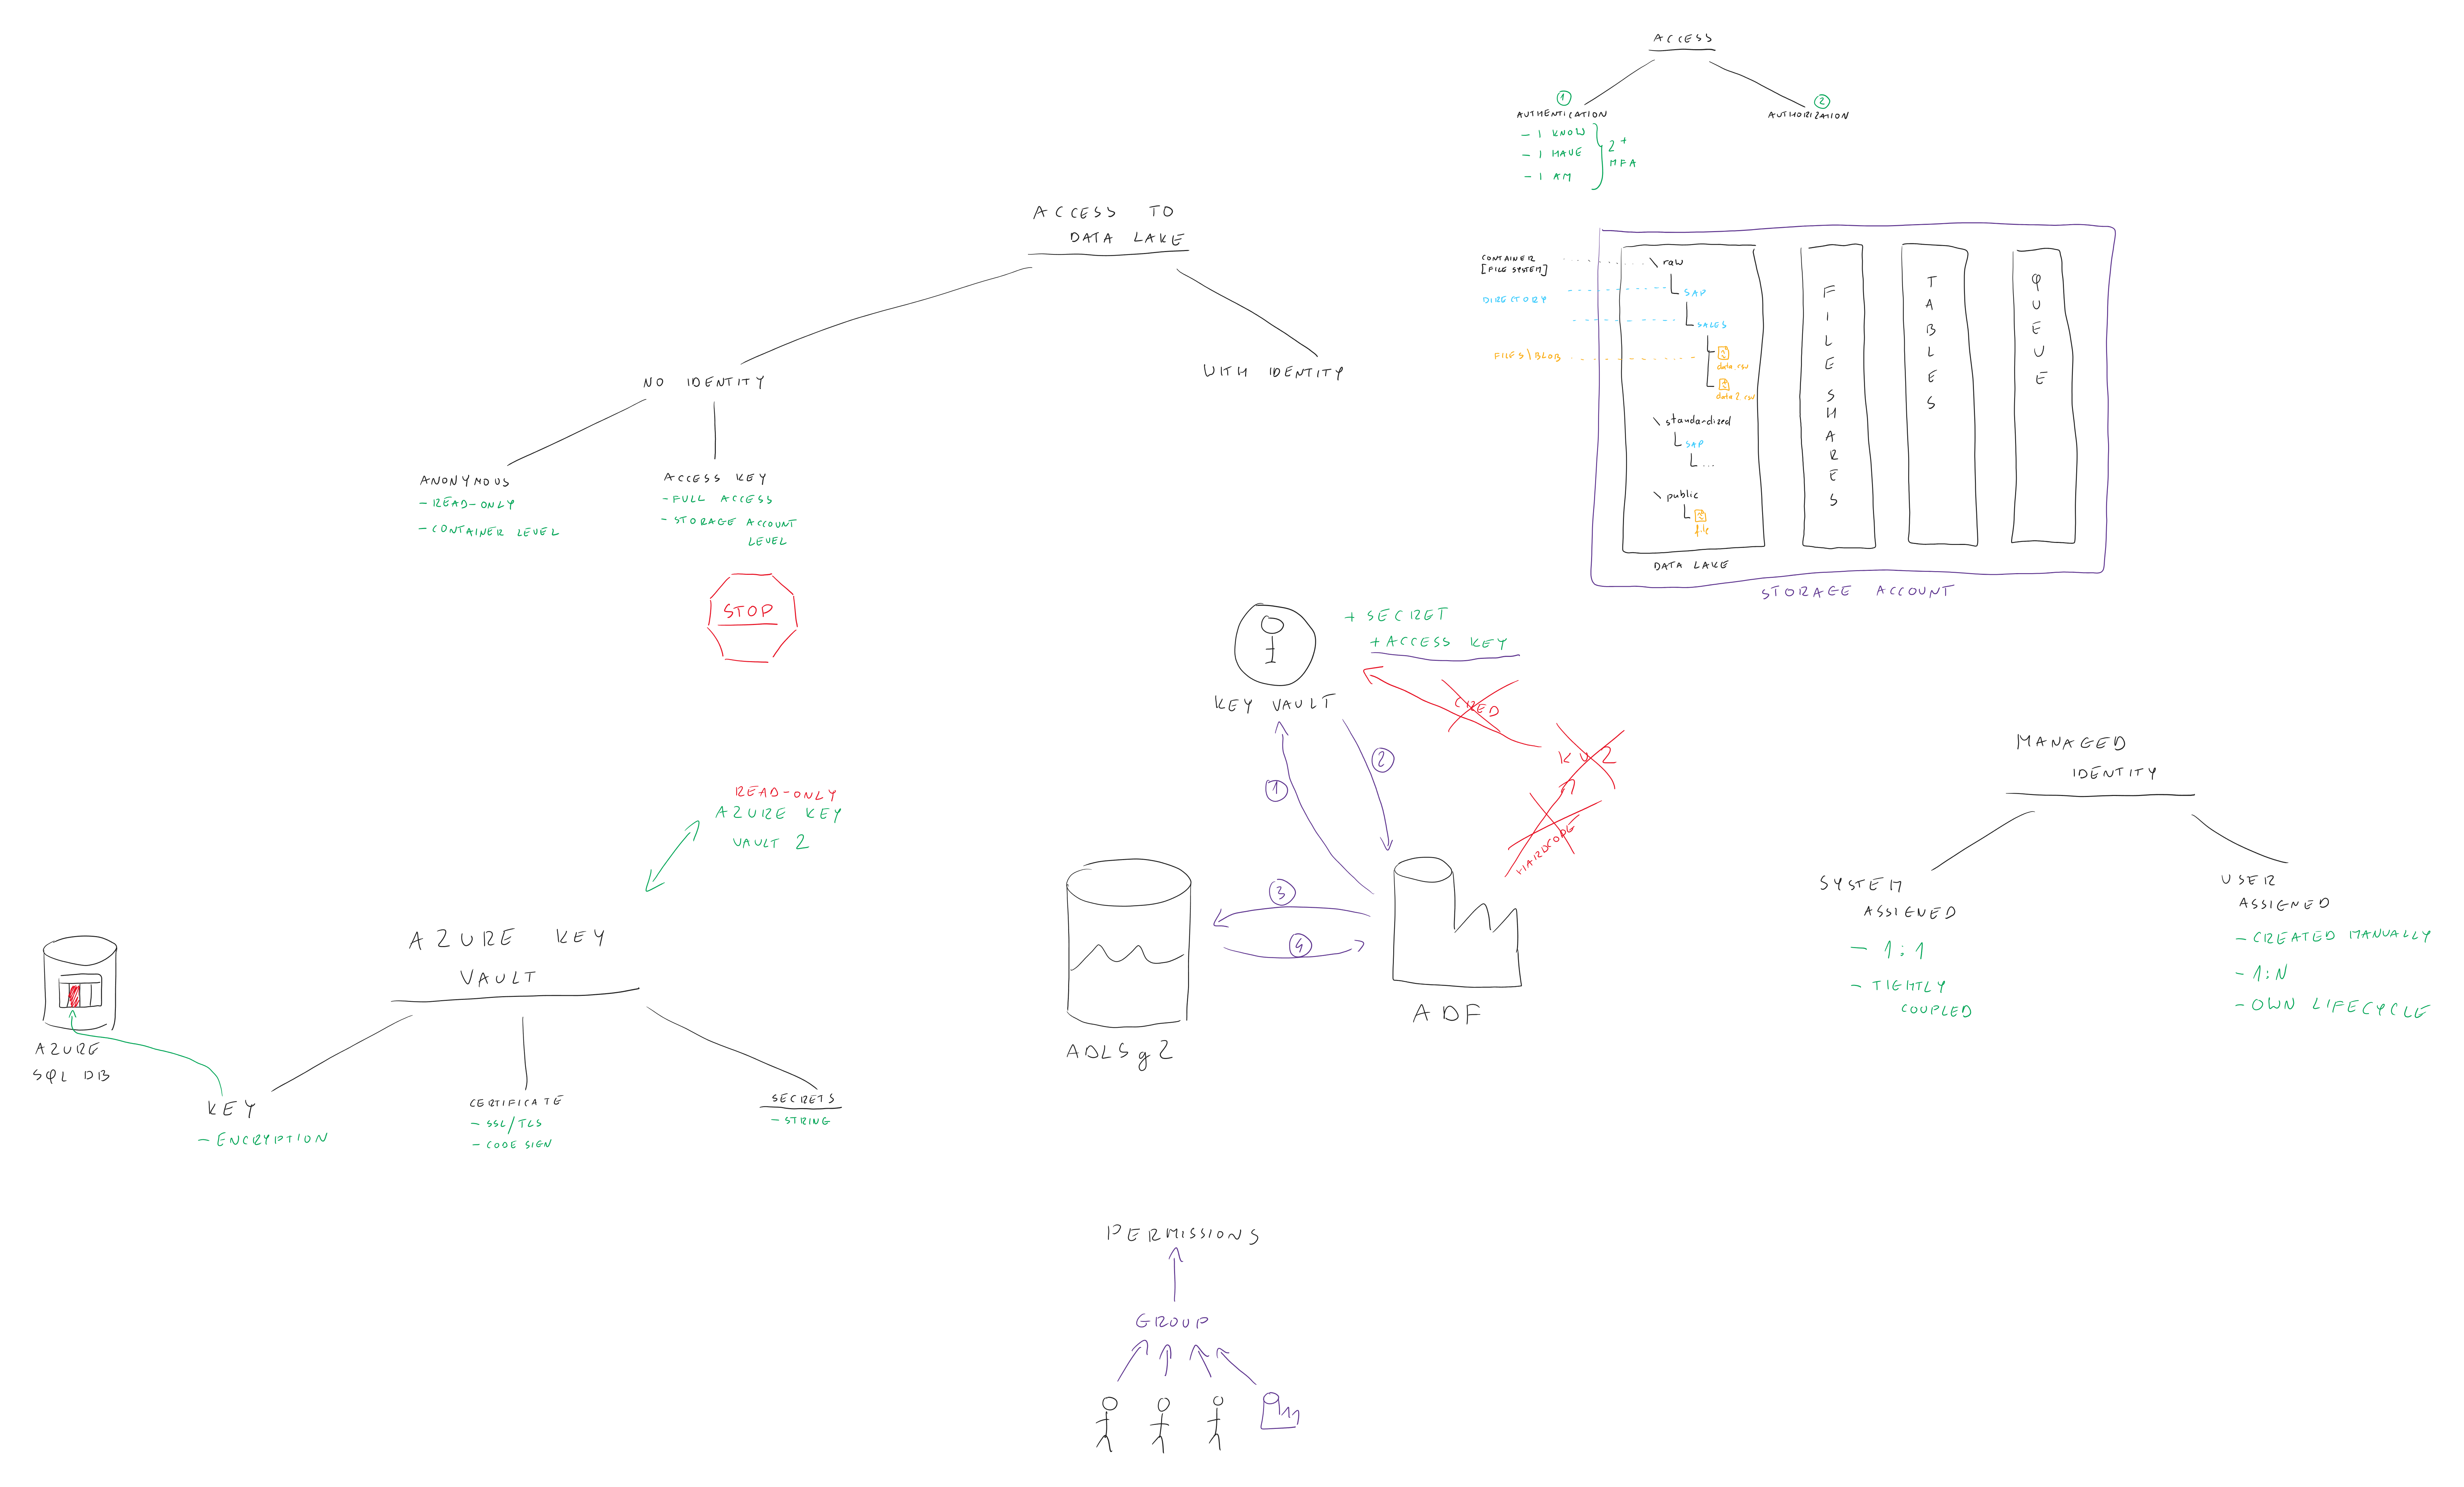 ACCESS
1
AUTHENTICATION
- I KNOW
- I HAVE
- I AM
2+
MFA
2
AUTHORIZATION
ACCESS TO
DATA LAKE
NO IDENTITY
WITH IDENTITY
ANONYMOUS
- READ-ONLY
- CONTAINER LEVEL
ACCESS KEY
- FULL ACCESS
- STORAGE ACCOUNT
LEVEL
STOP
CONTAINER
[FILE SYSTEM]
DIRECTORY
FILES\BLOB
\ raw
SAP
SALES
data.csv
data2.csv
\ standardized
SAP
...
\ public
file
DATA LAKE
FILE SHARES
TABLES
QUEUE
STORAGE ACCOUNT
KEY VAULT
+ SECRET
+ ACCESS KEY
CRED
KV2
HARDCODE
1
2
3
4
ADLSg2
ADF
MANAGED
IDENTITY
SYSTEM
ASSIGNED
- 1:1
- TIGHTLY
COUPLED
USER
ASSIGNED
- CREATED MANUALLY
- 1:N
- OWN LIFECYCLE
READ-ONLY
AZURE KEY
VAULT 2
AZURE KEY
VAULT
AZURE
SQL DB
KEY
- ENCRYPTION
CERTIFICATE
- SSL/TLS
- CODE SIGN
SECRETS
- STRING
PERMISSIONS
GROUP